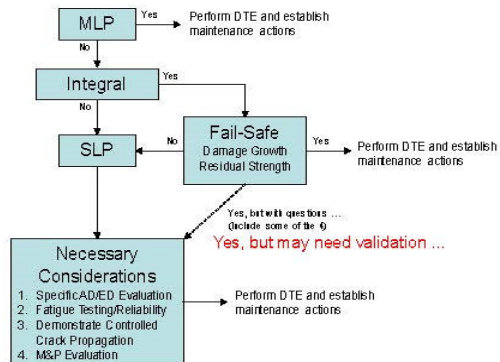 MLP
Yes
Perform DTE and establish
maintenance actions
No
Integral
Yes
No
SLP
No
Fail-Safe
Damage Growth
Residual Strength
Yes
Perform DTE and establish
maintenance actions
Yes, but with questions ...
(include some of the 4)
Yes, but may need validation ...
Necessary
Considerations
1. Specific AD/ED Evaluation
2. Fatigue Testing/Reliability
3. Demonstrate Controlled
Crack Propagation
4. M&P Evaluation
Perform DTE and establish
maintenance actions